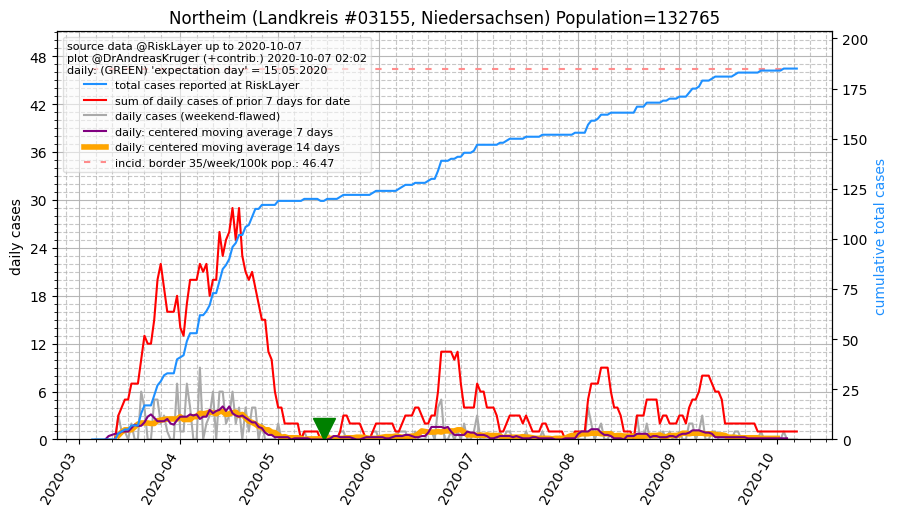 Northeim (Landkreis #03155, Niedersachsen) Population=132765
source data @RiskLayer up to 2020-10-07
plot @DrAndreasKruger (+contrib.) 2020-10-07 02:02
daily: (GREEN) 'expectation day' = 15.05.2020
total cases reported at RiskLayer
sum of daily cases of prior 7 days for date
daily cases (weekend-flawed)
daily: centered moving average 7 days
daily: centered moving average 14 days
incid. border 35/week/100k pop.: 46.47
daily cases
48
42
36
30
24
18
12
6
0
200
175
150
125
100
75
50
25
0
cumulative total cases
2020-03
2020-04
2020-05
2020-06
2020-07
2020-08
2020-09
2020-10